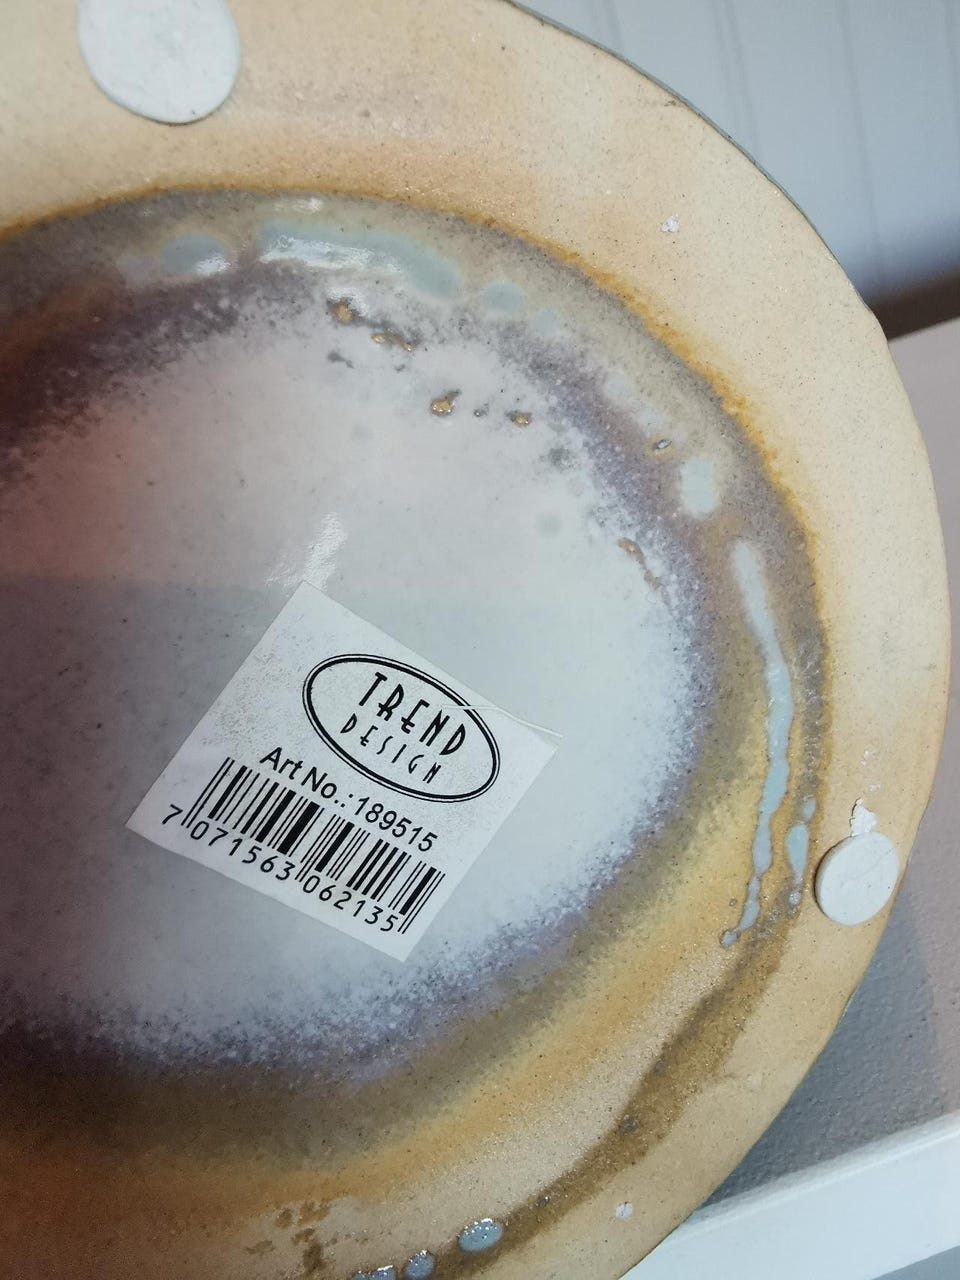 TREND
DESIGN
Art No.: 189515
7 071563 062135